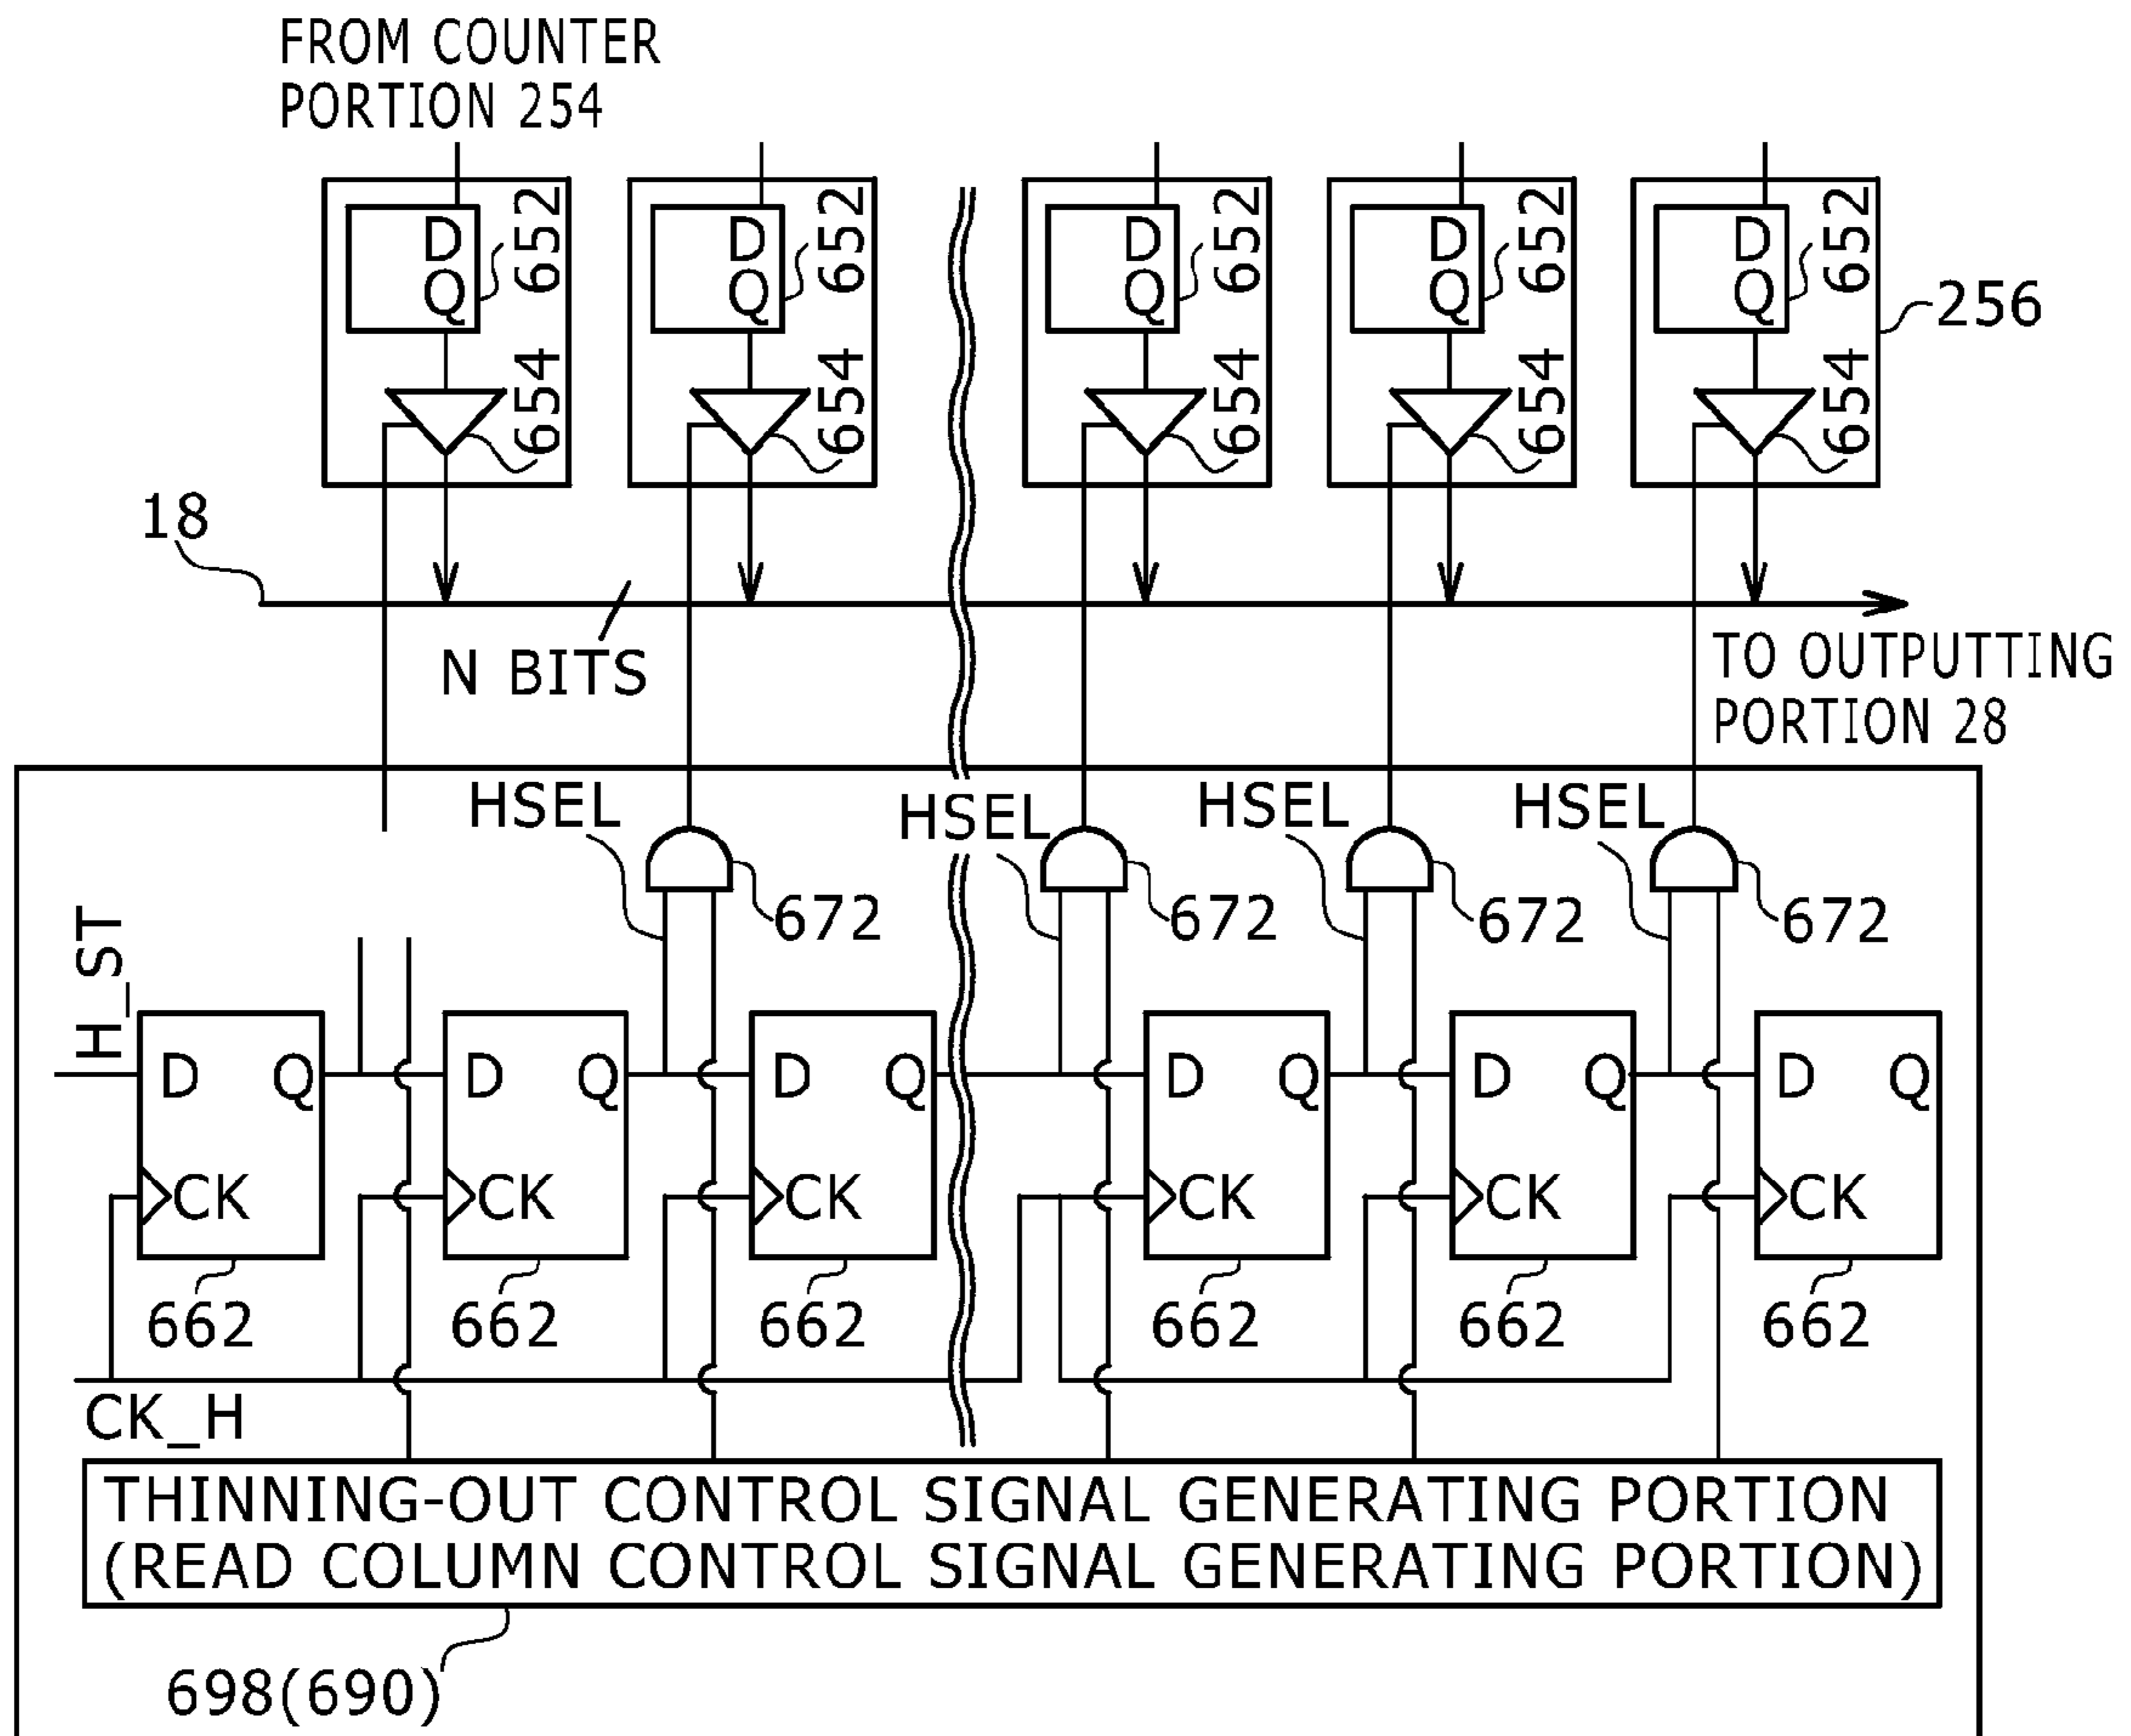 FROM COUNTER
PORTION 254
D
Q
652
654
D
Q
652
654
D
Q
652
654
D
Q
652
654
D
Q
652
654
256
18
N BITS
TO OUTPUTTING
PORTION 28
HSEL
HSEL
HSEL
HSEL
672
672
672
672
H_ST
D Q
CK
662
D Q
CK
662
D Q
CK
662
D Q
CK
662
D Q
CK
662
D Q
CK
662
CK_H
THINNING-OUT CONTROL SIGNAL GENERATING PORTION
(READ COLUMN CONTROL SIGNAL GENERATING PORTION)
698(690)